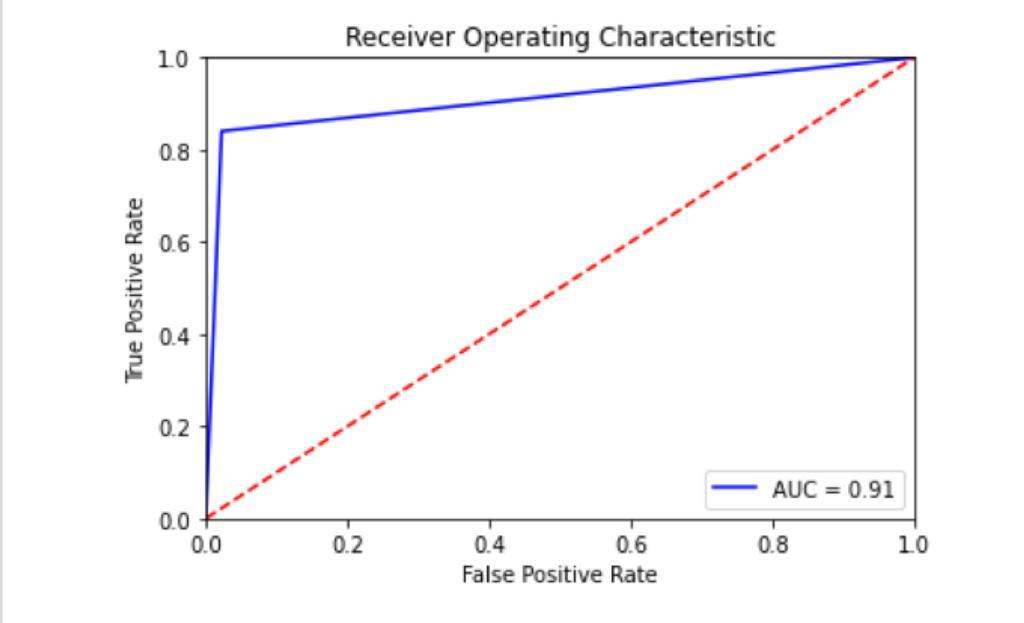 Receiver Operating Characteristic
1.0
0.8
0.6
0.4
0.2
0.0
True Positive Rate
AUC = 0.91
0.0 0.2 0.4 0.6 0.8 1.0
False Positive Rate